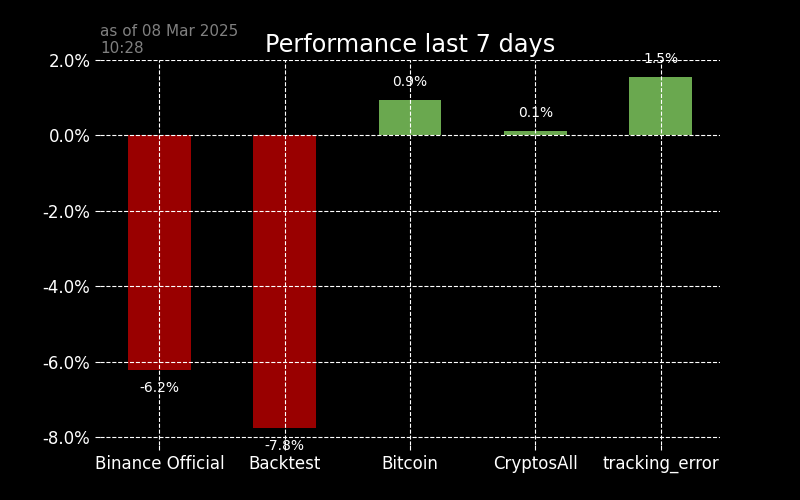 as of 08 Mar 2025
10:28
Performance last 7 days
2.0%
0.0%
-2.0%
-4.0%
-6.0%
-8.0%
-6.2%
-7.8%
0.9%
0.1%
1.5%
Binance Official
Backtest
Bitcoin
CryptosAll
tracking_error